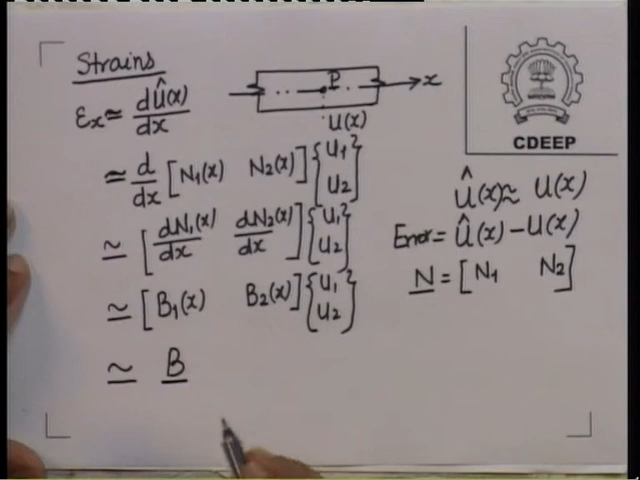 Strains
P
x
u(x)
CDEEP
εx ≃ dû(x)/dx
≃ d/dx [N1(x) N2(x)] {u1 u2}
≃ [dN1(x)/dx dN2(x)/dx] {u1 u2}
≃ [B1(x) B2(x)] {u1 u2}
≃ B
û(x) ≈ u(x)
Error = û(x) - u(x)
N = [N1 N2]